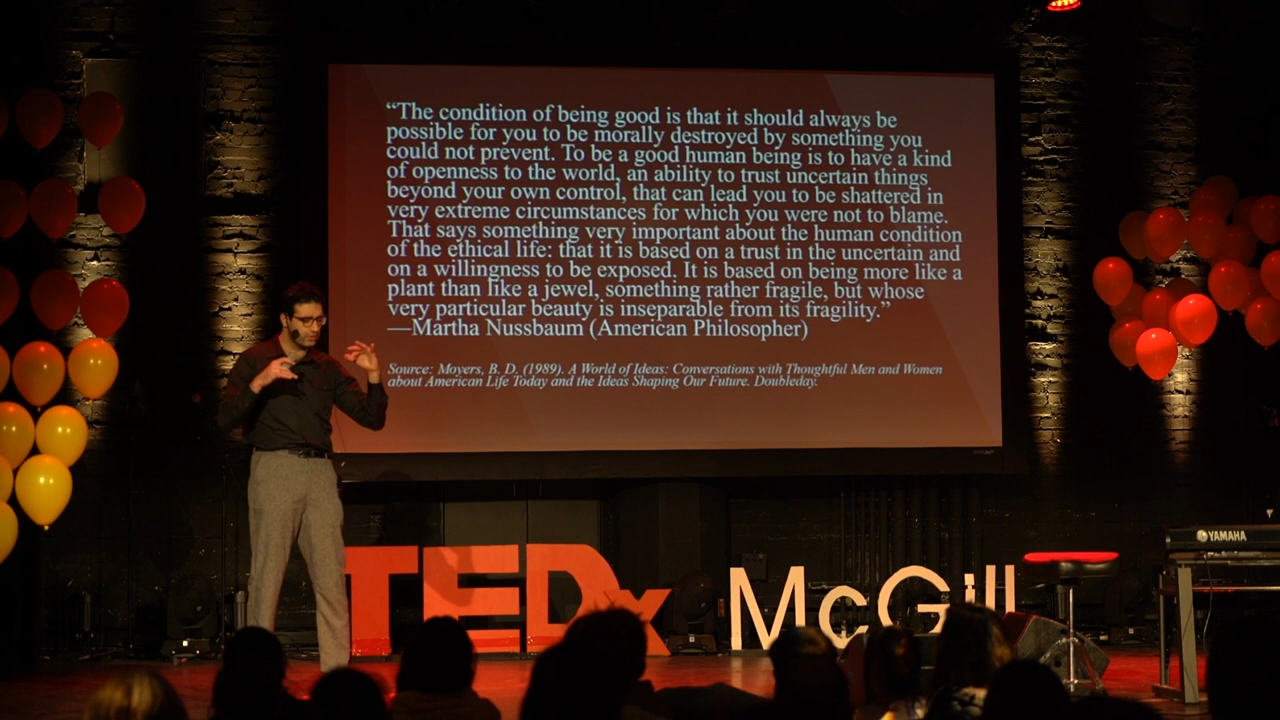 “The condition of being good is that it should always be
possible for you to be morally destroyed by something you
could not prevent. To be a good human being is to have a kind
of openness to the world, an ability to trust uncertain things
beyond your own control, that can lead you to be shattered in
very extreme circumstances for which you were not to blame.
That says something very important about the human condition
of the ethical life: that it is based on a trust in the uncertain and
on a willingness to be exposed. It is based on being more like a
plant than like a jewel, something rather fragile, but whose
very particular beauty is inseparable from its fragility.”
—Martha Nussbaum (American Philosopher)
Source: Moyers, B. D. (1989). A World of Ideas: Conversations with Thoughtful Men and Women
about American Life Today and the Ideas Shaping Our Future. Doubleday.
YAMAHA
TEDx McGill